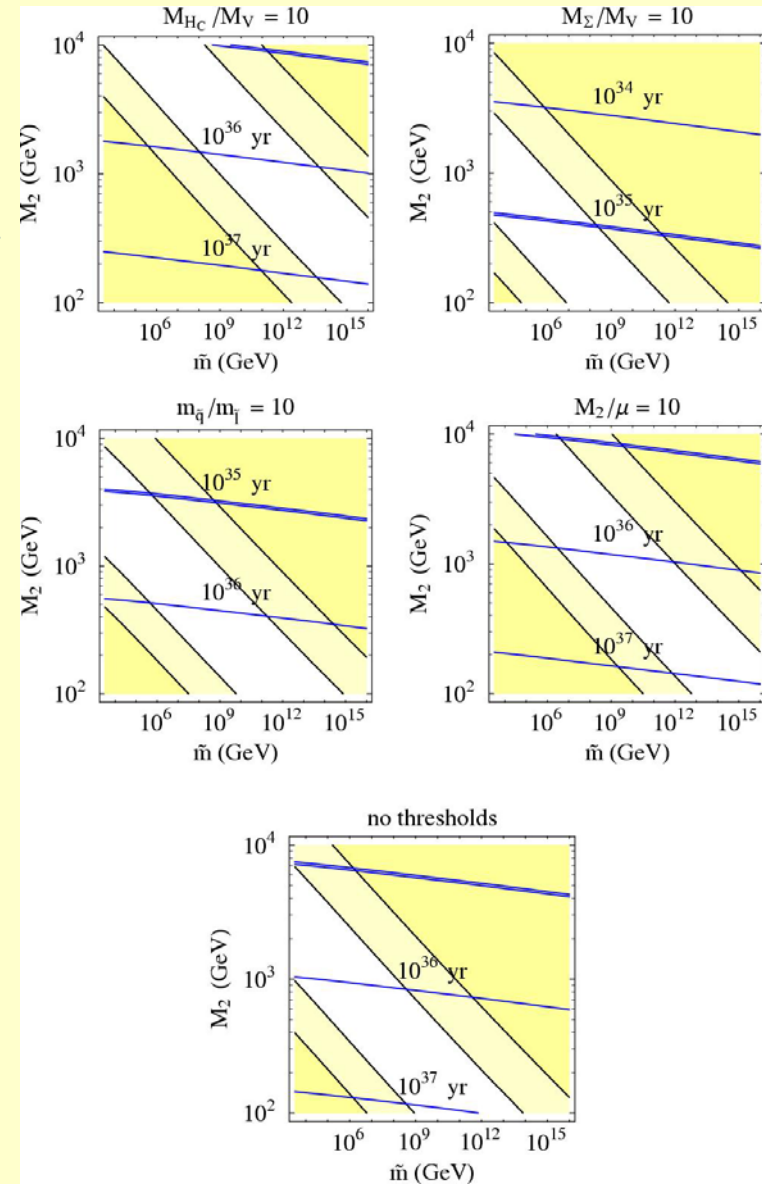 M_{H_C}/M_V = 10
10^4
10^3
10^2
M_2 (GeV)
10^{36} yr
10^{37} yr
10^6 10^9 10^{12} 10^{15}
m̃ (GeV)
M_Σ/M_V = 10
10^4
10^3
10^2
M_2 (GeV)
10^{34} yr
10^{35} yr
10^6 10^9 10^{12} 10^{15}
m̃ (GeV)
m_{q̃}/m_{l̃} = 10
10^4
10^3
10^2
M_2 (GeV)
10^{35} yr
10^{36} yr
10^6 10^9 10^{12} 10^{15}
m̃ (GeV)
M_2/μ = 10
10^4
10^3
10^2
M_2 (GeV)
10^{36} yr
10^{37} yr
10^6 10^9 10^{12} 10^{15}
m̃ (GeV)
no thresholds
10^4
10^3
10^2
M_2 (GeV)
10^{36} yr
10^{37} yr
10^6 10^9 10^{12} 10^{15}
m̃ (GeV)